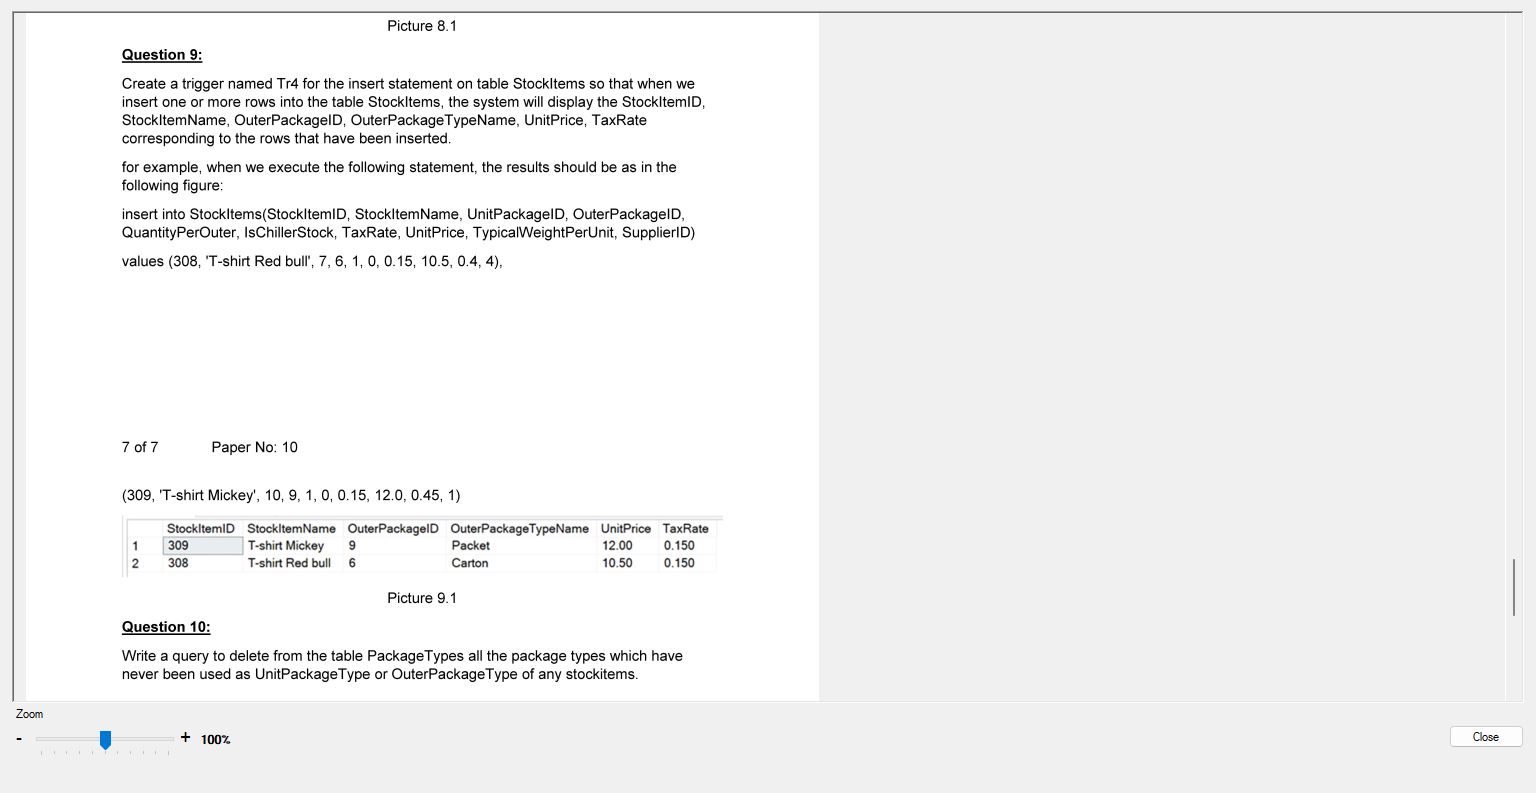 Picture 8.1
Question 9:
Create a trigger named Tr4 for the insert statement on table StockItems so that when we
insert one or more rows into the table StockItems, the system will display the StockItemID,
StockItemName, OuterPackageID, OuterPackageTypeName, UnitPrice, TaxRate
corresponding to the rows that have been inserted.
for example, when we execute the following statement, the results should be as in the
following figure:
insert into StockItems(StockItemID, StockItemName, UnitPackageID, OuterPackageID,
QuantityPerOuter, IsChillerStock, TaxRate, UnitPrice, TypicalWeightPerUnit, SupplierID)
values (308, 'T-shirt Red bull', 7, 6, 1, 0, 0.15, 10.5, 0.4, 4),
7 of 7 Paper No: 10
(309, 'T-shirt Mickey', 10, 9, 1, 0, 0.15, 12.0, 0.45, 1)
StockItemID StockItemName OuterPackageID OuterPackageTypeName UnitPrice TaxRate
1 309 T-shirt Mickey 9 Packet 12.00 0.150
2 308 T-shirt Red bull 6 Carton 10.50 0.150
Picture 9.1
Question 10:
Write a query to delete from the table PackageTypes all the package types which have
never been used as UnitPackageType or OuterPackageType of any stockitems.
Zoom
- + 100%
Close